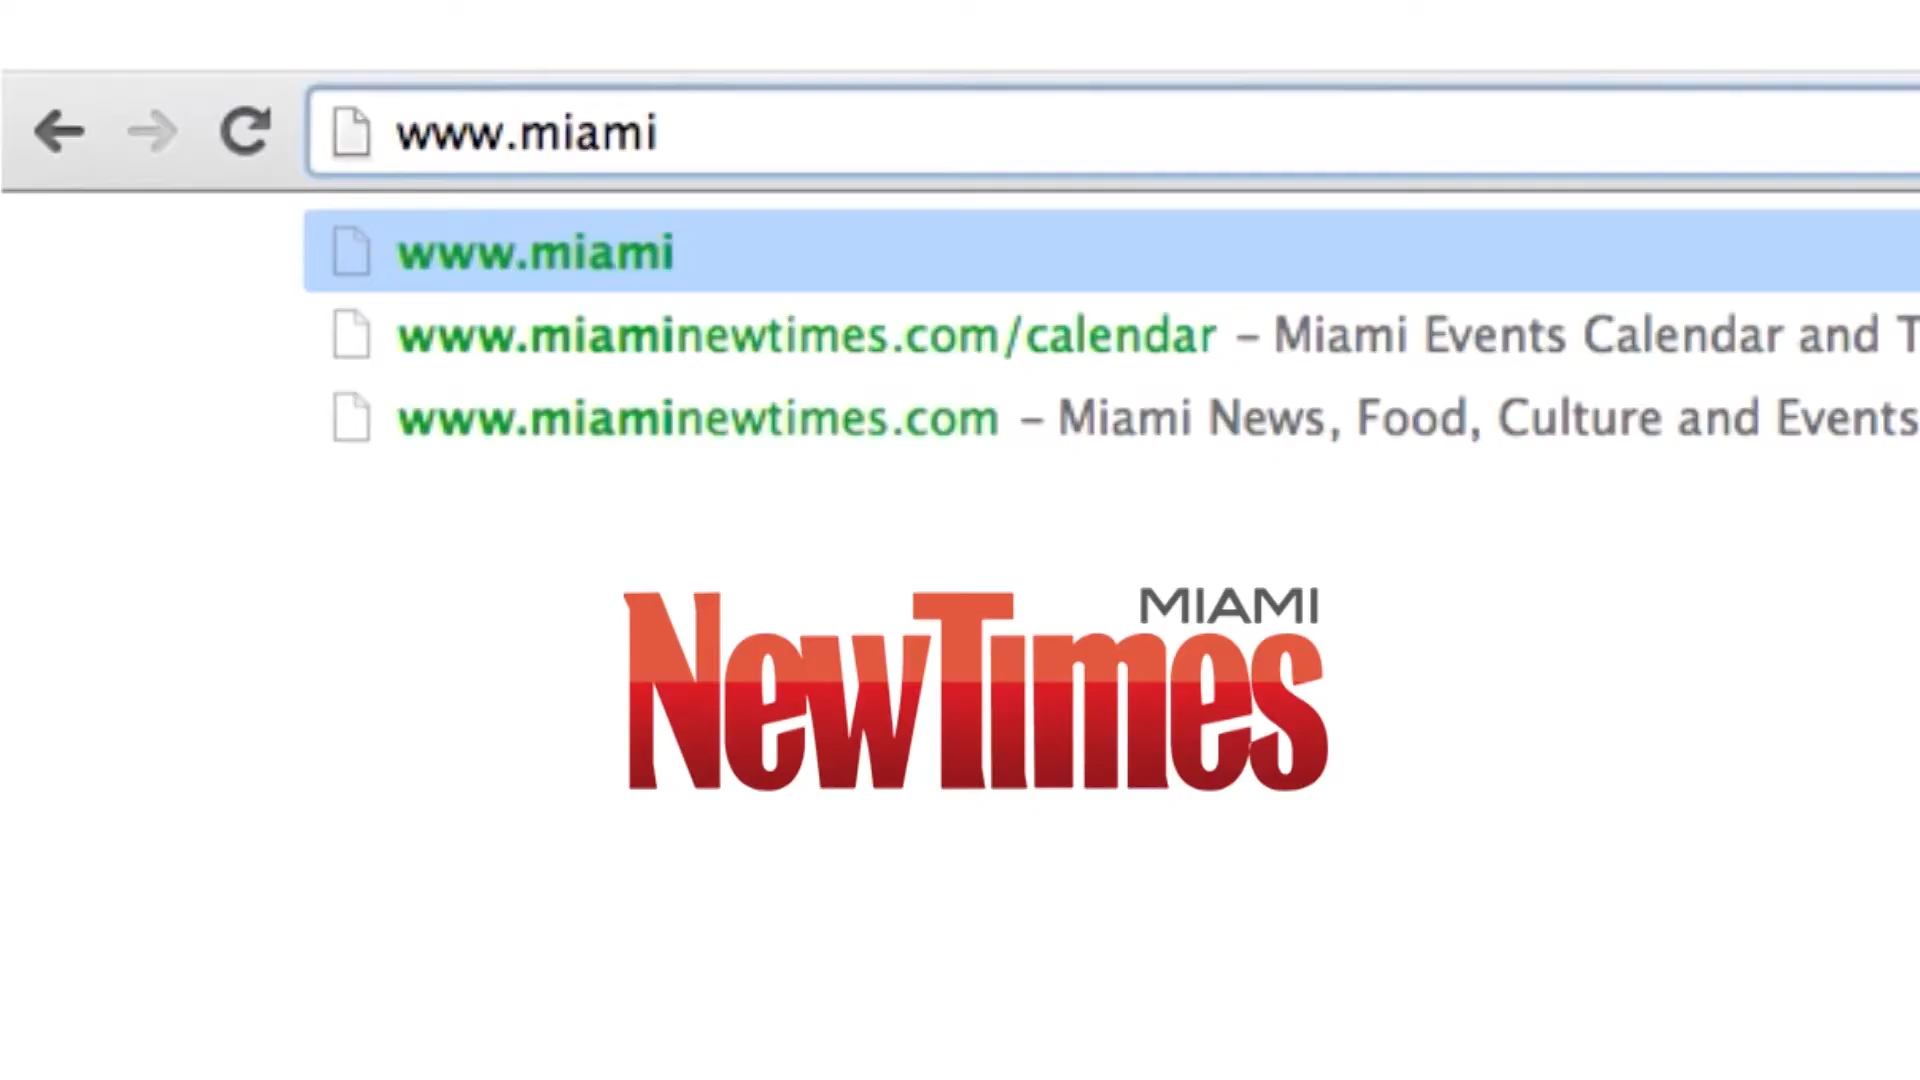 www.miami
www.miami
www.miaminewtimes.com/calendar – Miami Events Calendar and T
www.miaminewtimes.com – Miami News, Food, Culture and Events
MIAMI
NewTimes